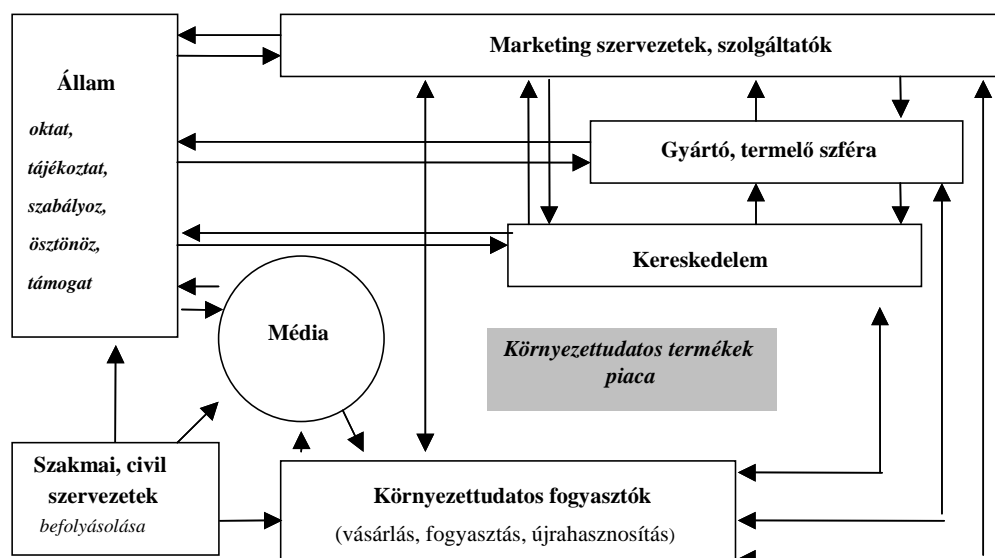 Marketing szervezetek, szolgáltatók
Állam
oktat,
tájékoztat,
szabályoz,
ösztönöz,
támogat
Gyártó, termelő szféra
Kereskedelem
Média
Környezettudatos termékek
piaca
Szakmai, civil
szervezetek
befolyásolása
Környezettudatos fogyasztók
(vásárlás, fogyasztás, újrahasznosítás)